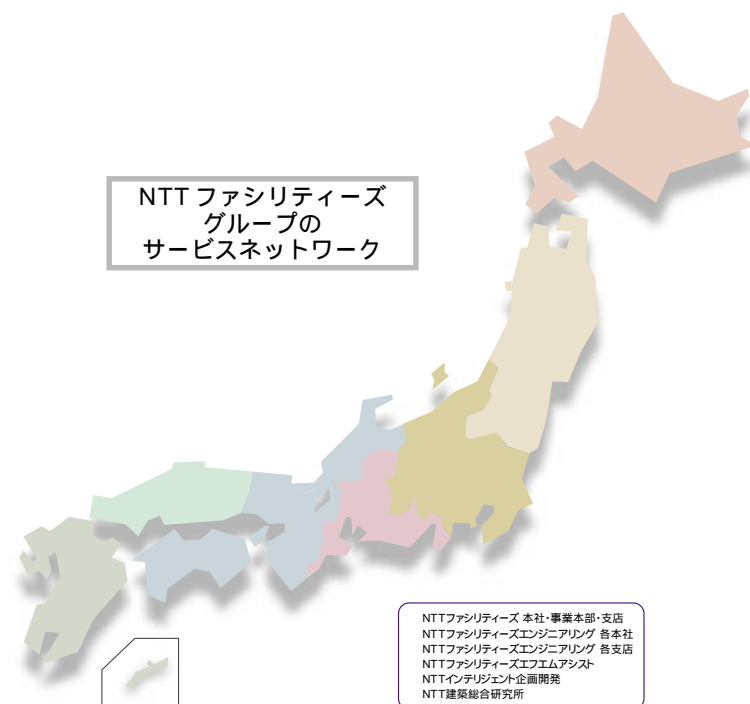 NTT ファシリティーズ
グループの
サービスネットワーク
NTTファシリティーズ 本社・事業本部・支店
NTTファシリティーズエンジニアリング 各本社
NTTファシリティーズエンジニアリング 各支店
NTTファシリティーズエフエムアシスト
NTTインテリジェント企画開発
NTT建築総合研究所